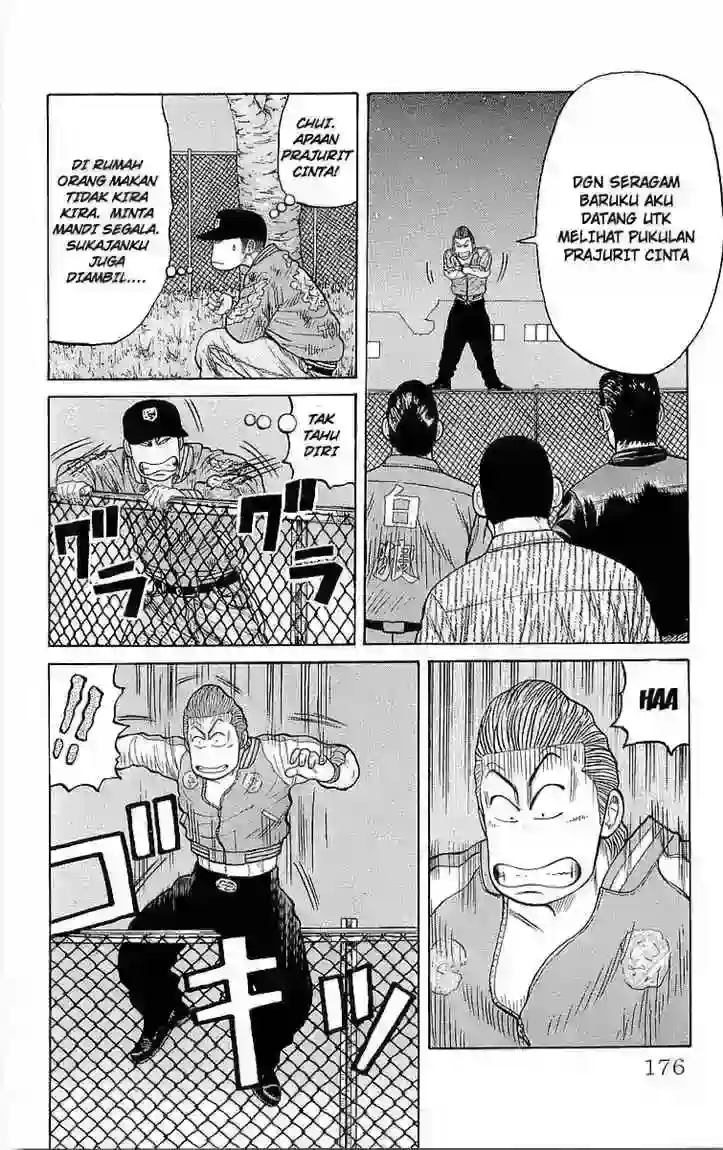 DGN SERAGAM
BARUKU AKU
DATANG UTK
MELIHAT PUKULAN
PRAJURIT CINTA
白狼
CHUI.
APAAN
PRAJURIT
CINTA!
DI RUMAH
ORANG MAKAN
TIDAK KIRA
KIRA. MINTA
MANDI SEGALA.
SUKAJANKU
JUGA
DIAMBIL....
TAK
TAHU
DIRI
グラ
グラ
HAA
!!!
ゴキッ
176